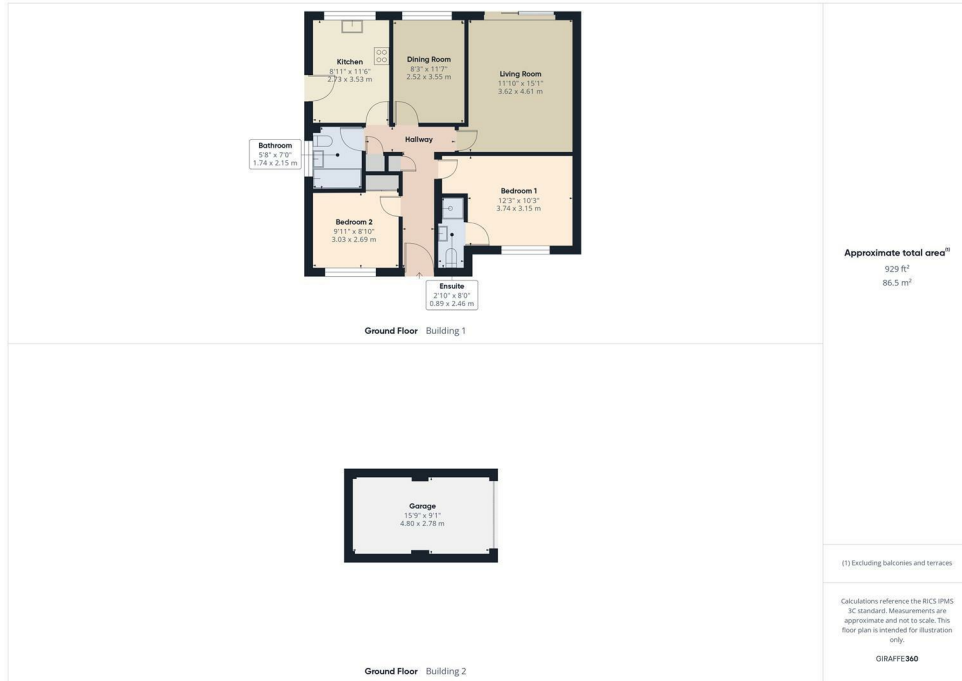 Kitchen
8'11" x 11'6"
2.73 x 3.53 m
Dining Room
8'3" x 11'7"
2.52 x 3.55 m
Living Room
11'10" x 15'1"
3.62 x 4.61 m
Hallway
Bathroom
5'8" x 7'0"
1.74 x 2.15 m
Bedroom 1
12'3" x 10'3"
3.74 x 3.15 m
Bedroom 2
9'11" x 8'10"
3.03 x 2.69 m
Ensuite
2'10" x 8'0"
0.89 x 2.46 m
Ground Floor Building 1
Garage
15'9" x 9'1"
4.80 x 2.78 m
Ground Floor Building 2
Approximate total area(1)
929 ft²
86.5 m²
(1) Excluding balconies and terraces
Calculations reference the RICS IPMS
3C standard. Measurements are
approximate and not to scale. This
floor plan is intended for illustration
only.
GIRAFFE360